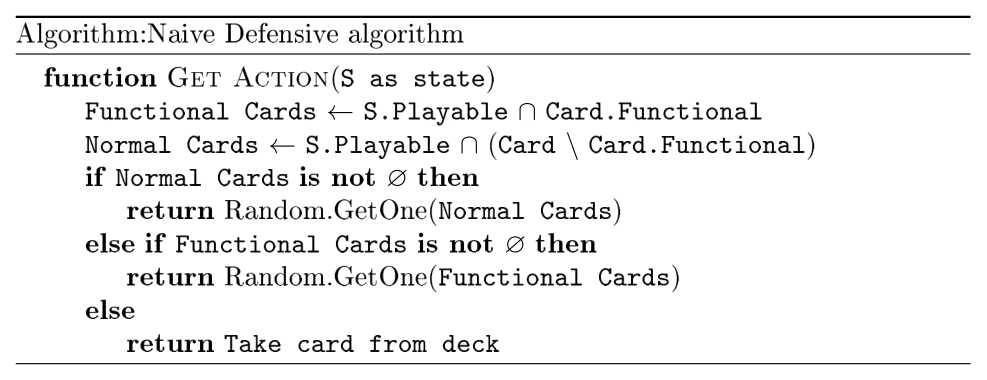 Algorithm:Naive Defensive algorithm
function GET ACTION(S as state)
Functional Cards ← S.Playable ∩ Card.Functional
Normal Cards ← S.Playable ∩ (Card \ Card.Functional)
if Normal Cards is not ∅ then
return Random.GetOne(Normal Cards)
else if Functional Cards is not ∅ then
return Random.GetOne(Functional Cards)
else
return Take card from deck